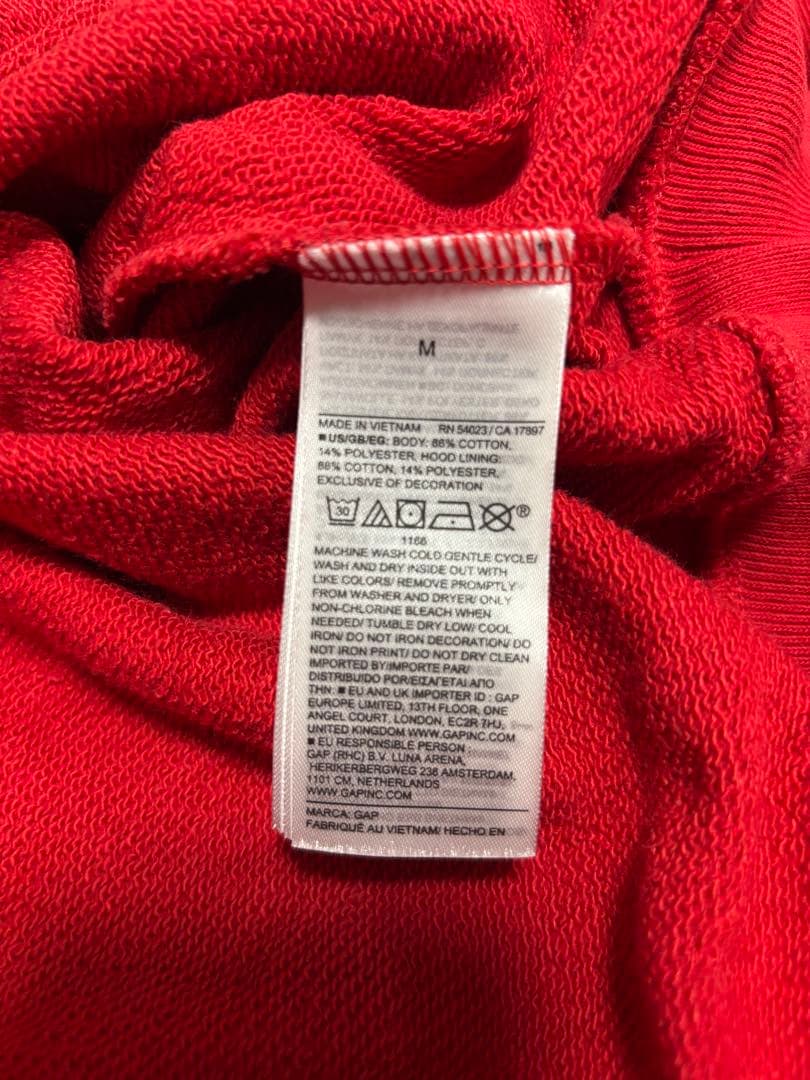 M
MADE IN VIETNAM RN 54023 / CA 17897
■ US/GB/EG: BODY: 86% COTTON,
14% POLYESTER, HOOD LINING:
86% COTTON, 14% POLYESTER,
EXCLUSIVE OF DECORATION
30 ®
1166
MACHINE WASH COLD GENTLE CYCLE/
WASH AND DRY INSIDE OUT WITH
LIKE COLORS/ REMOVE PROMPTLY
FROM WASHER AND DRYER/ ONLY
NON-CHLORINE BLEACH WHEN
NEEDED/ TUMBLE DRY LOW/ COOL
IRON/ DO NOT IRON DECORATION/ DO
NOT IRON PRINT/ DO NOT DRY CLEAN
IMPORTED BY/IMPORTE PAR/
DISTRIBUIDO POR/ΕΙΣΑΓΕΤΑΙ ΑΠΟ
ΤΗΝ: ■ EU AND UK IMPORTER ID : GAP
EUROPE LIMITED, 13TH FLOOR, ONE
ANGEL COURT, LONDON, EC2R 7HJ,
UNITED KINGDOM WWW.GAPINC.COM
■ EU RESPONSIBLE PERSON :
GAP (RHC) B.V. LUNA ARENA,
HERIKERBERGWEG 238 AMSTERDAM,
1101 CM, NETHERLANDS
WWW.GAPINC.COM
MARCA: GAP
FABRIQUÉ AU VIETNAM/ HECHO EN